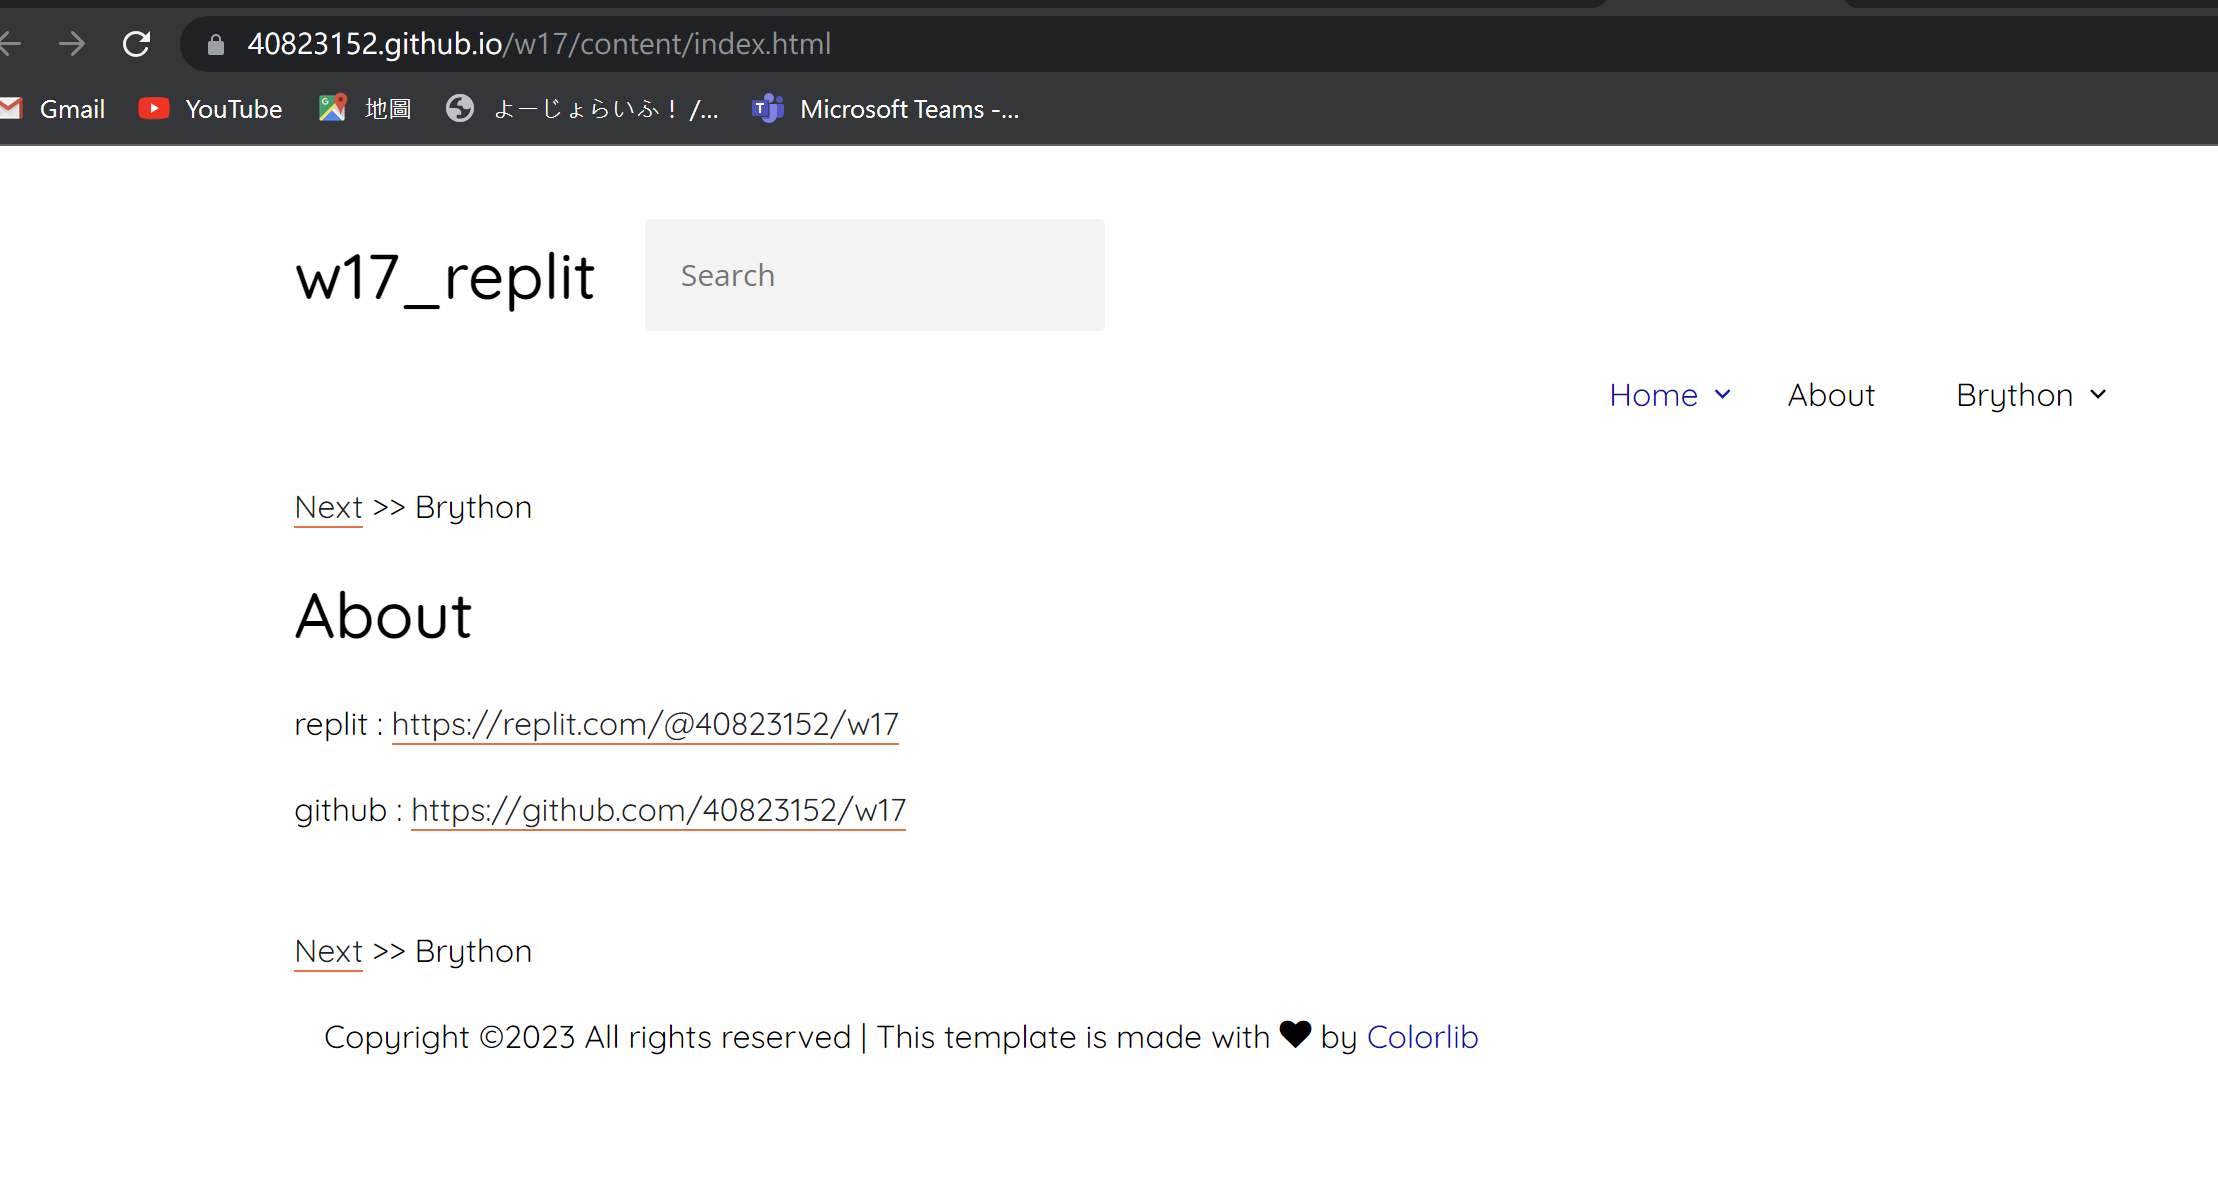 40823152.github.io/w17/content/index.html
Gmail YouTube 地圖 よーじょらいふ！ /... Microsoft Teams -...
w17_replit Search
Home About Brython
Next >> Brython
About
replit : https://replit.com/@40823152/w17
github : https://github.com/40823152/w17
Next >> Brython
Copyright ©2023 All rights reserved | This template is made with ♥ by Colorlib